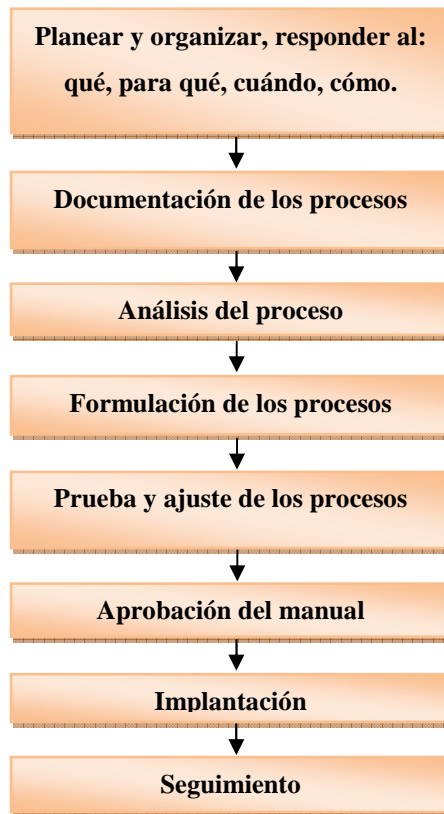 Planear y organizar, responder al:
qué, para qué, cuándo, cómo.
Documentación de los procesos
Análisis del proceso
Formulación de los procesos
Prueba y ajuste de los procesos
Aprobación del manual
Implantación
Seguimiento